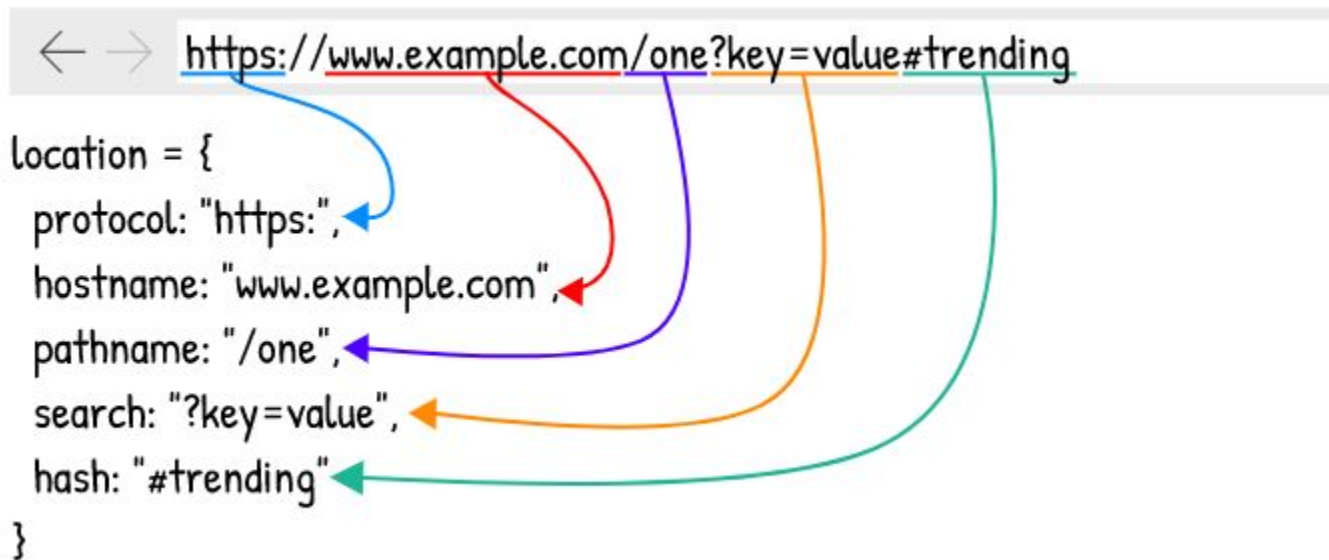 https://www.example.com/one?key=value#trending
location = {
protocol: "https:",
hostname: "www.example.com",
pathname: "/one",
search: "?key=value",
hash: "#trending"
}